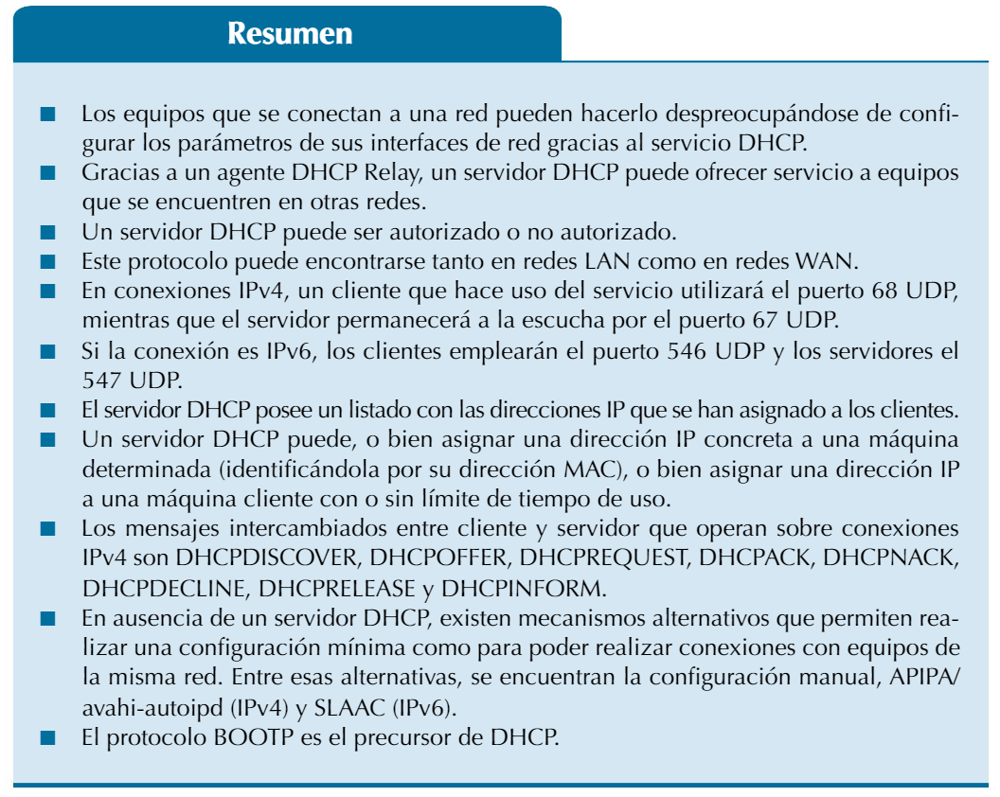 Resumen
■ Los equipos que se conectan a una red pueden hacerlo despreocupándose de confi-
gurar los parámetros de sus interfaces de red gracias al servicio DHCP.
■ Gracias a un agente DHCP Relay, un servidor DHCP puede ofrecer servicio a equipos
que se encuentren en otras redes.
■ Un servidor DHCP puede ser autorizado o no autorizado.
■ Este protocolo puede encontrarse tanto en redes LAN como en redes WAN.
■ En conexiones IPv4, un cliente que hace uso del servicio utilizará el puerto 68 UDP,
mientras que el servidor permanecerá a la escucha por el puerto 67 UDP.
■ Si la conexión es IPv6, los clientes emplearán el puerto 546 UDP y los servidores el
547 UDP.
■ El servidor DHCP posee un listado con las direcciones IP que se han asignado a los clientes.
■ Un servidor DHCP puede, o bien asignar una dirección IP concreta a una máquina
determinada (identificándola por su dirección MAC), o bien asignar una dirección IP
a una máquina cliente con o sin límite de tiempo de uso.
■ Los mensajes intercambiados entre cliente y servidor que operan sobre conexiones
IPv4 son DHCPDISCOVER, DHCPOFFER, DHCPREQUEST, DHCPACK, DHCPNACK,
DHCPDECLINE, DHCPRELEASE y DHCPINFORM.
■ En ausencia de un servidor DHCP, existen mecanismos alternativos que permiten rea-
lizar una configuración mínima como para poder realizar conexiones con equipos de
la misma red. Entre esas alternativas, se encuentran la configuración manual, APIPA/
avahi-autoipd (IPv4) y SLAAC (IPv6).
■ El protocolo BOOTP es el precursor de DHCP.